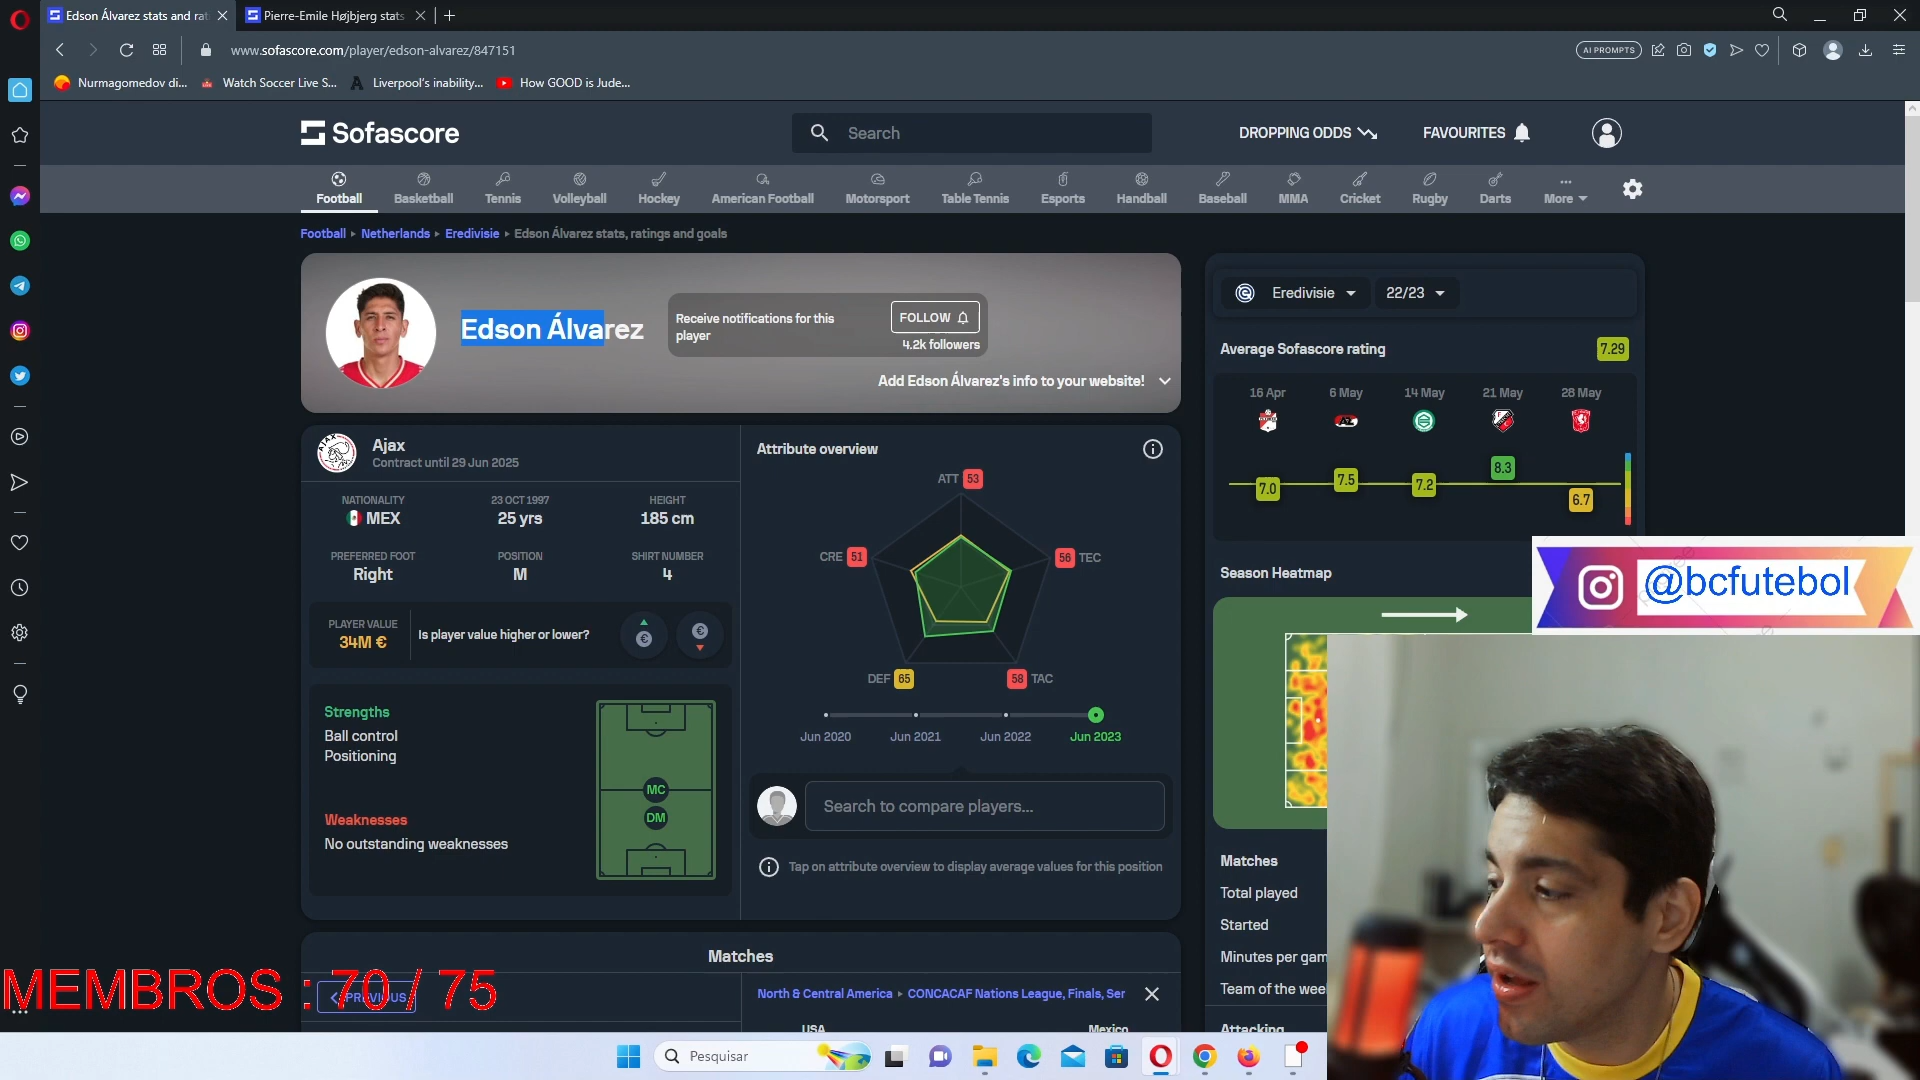 Edson Álvarez stats and rat
Pierre-Emile Højbjerg stats
www.sofascore.com/player/edson-alvarez/847151
AI PROMPTS
Nurmagomedov di...
Watch Soccer Live S...
Liverpool's inability,...
How GOOD is Jude...
Sofascore
Search
DROPPING ODDS
FAVOURITES
Football
Basketball
Tennis
Volleyball
Hockey
American Football
Motorsport
Table Tennis
Esports
Handball
Baseball
MMA
Cricket
Rugby
Darts
More
Football
Netherlands
Eredivisie
Edson Álvarez stats, ratings and goals
Edson Álvarez
Receive notifications for this
player
FOLLOW
4.2k followers
Add Edson Álvarez's info to your website!
Eredivisie
22/23
Average Sofascore rating
7.29
16 Apr
6 May
14 May
21 May
28 May
AZ
7.0
7.5
7.2
8.3
6.7
AJAX
Ajax
Contract until 29 Jun 2025
NATIONALITY
MEX
23 OCT 1997
25 yrs
HEIGHT
185 cm
PREFERRED FOOT
Right
POSITION
M
SHIRT NUMBER
4
PLAYER VALUE
34M €
Is player value higher or lower?
€
€
Strengths
Ball control
Positioning
Weaknesses
No outstanding weaknesses
MC
DM
Attribute overview
ATT 53
CRE 51
56 TEC
DEF 65
58 TAC
Jun 2020
Jun 2021
Jun 2022
Jun 2023
Search to compare players...
Tap on attribute overview to display average values for this position
Season Heatmap
@bcfutebol
Matches
Total played
Started
Minutes per gam
Team of the wee
Attacking
Matches
PREVIOUS
North & Central America
CONCACAF Nations League, Finals, Ser
USA
Mexico
MEMBROS : 70 / 75
Pesquisar